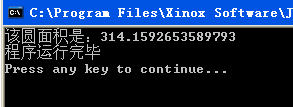 C:\Program Files\Xinox Software\J
该圆面积是：314.1592653589793
程序运行完毕
Press any key to continue...